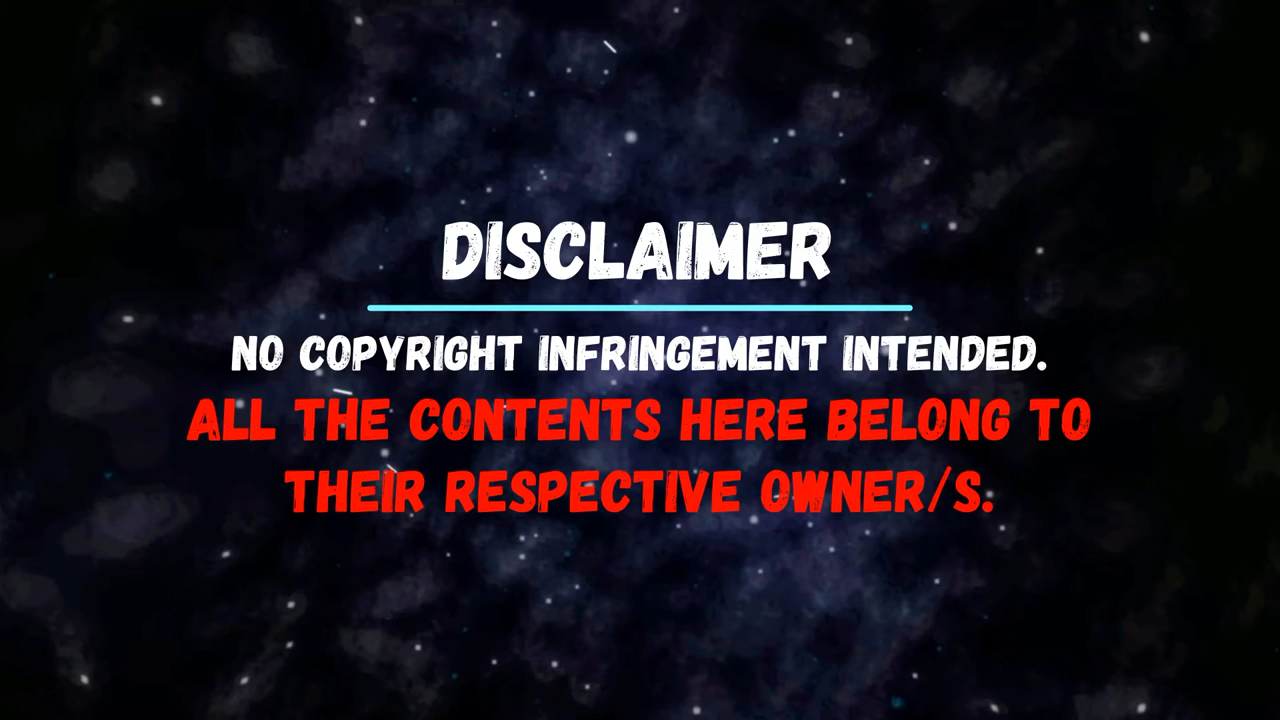 DISCLAIMER
NO COPYRIGHT INFRINGEMENT INTENDED.
ALL THE CONTENTS HERE BELONG TO
THEIR RESPECTIVE OWNER/S.